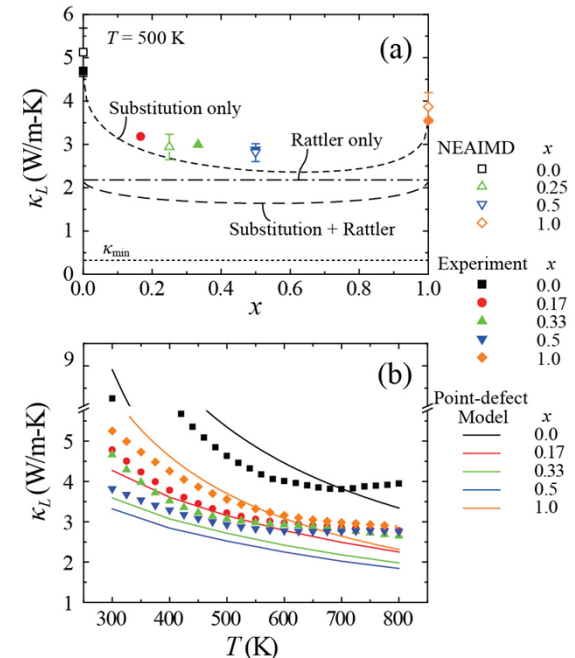 6
5
4
3
2
1
0
κL (W/m-K)
T = 500 K
(a)
Substitution only
Rattler only
Substitution + Rattler
κmin
0.0 0.2 0.4 0.6 0.8 1.0
x
NEAIMD x
0.0
0.25
0.5
1.0
Experiment x
0.0
0.17
0.33
0.5
1.0
Point-defect
Model x
0.0
0.17
0.33
0.5
1.0
(b)
9
5
4
3
2
1
κL (W/m-K)
300 400 500 600 700 800
T (K)